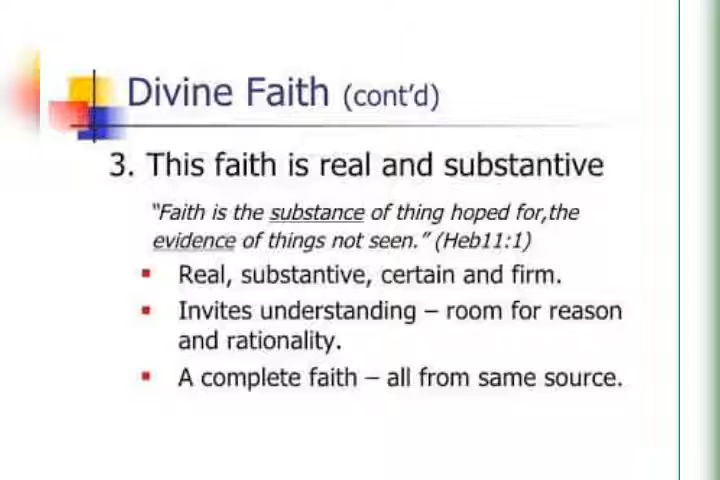 Divine Faith (cont’d)
3. This faith is real and substantive
“Faith is the substance of thing hoped for,the
evidence of things not seen.” (Heb11:1)
Real, substantive, certain and firm.
Invites understanding – room for reason
and rationality.
A complete faith – all from same source.